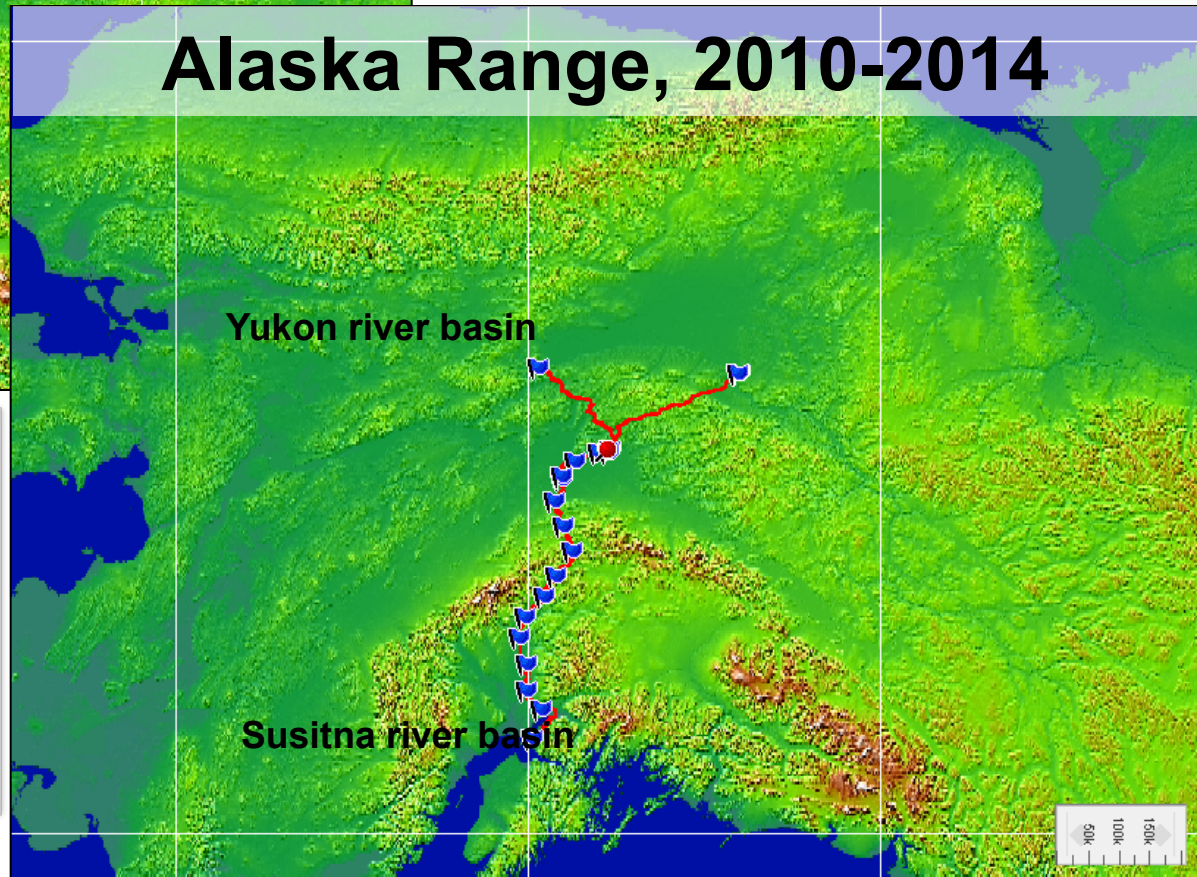 Alaska Range, 2010-2014
Yukon river basin
Susitna river basin
50k 100k 150k